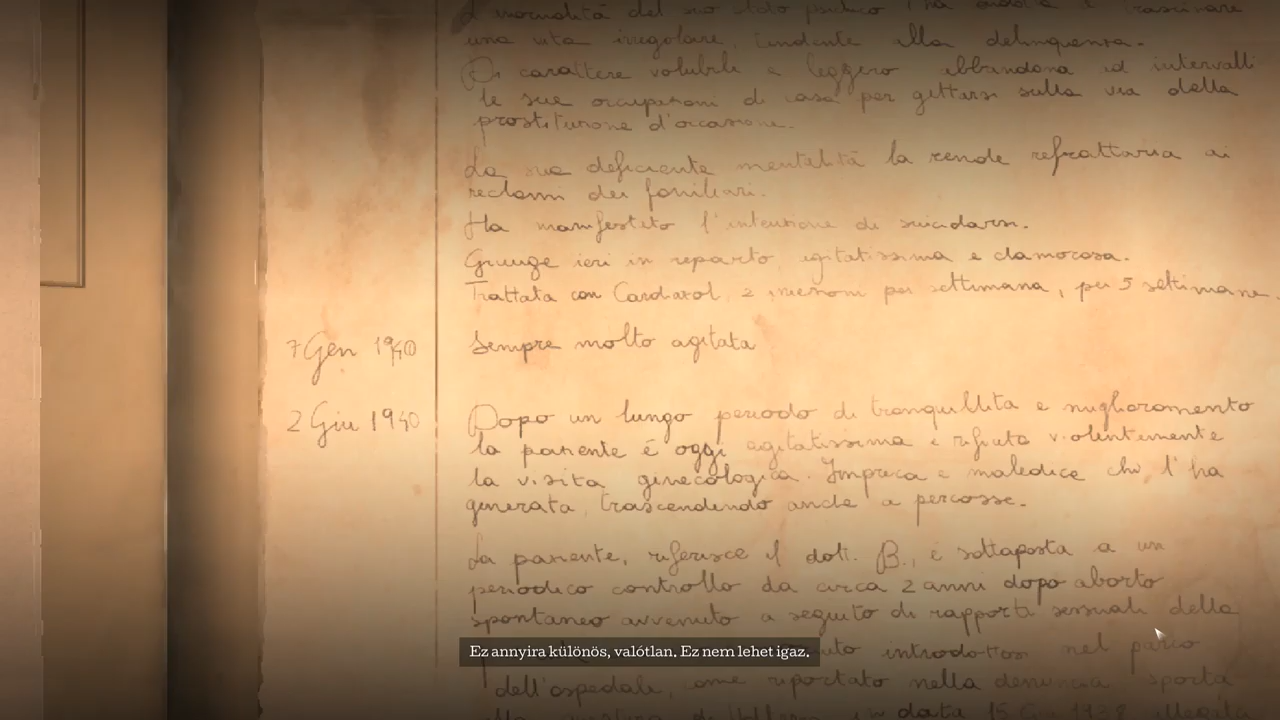 L'anormalità del suo stato psichico l'ha a trascinare
una vita irregolare, tendente alla delinquenza.
Di carattere volubile e leggero abbandona ad intervalli
le sue occupazioni di casa per gettarsi sulla via della
prostituzione d'occasione.
La sua deficiente mentalità la rende refrattaria ai
reclami dei familiari.
Ha manifestato l'intenzione di suicidarsi.
Giunge ieri in reparto, agitatissima e clamorosa.
Trattata con Cardiazol, 2 iniezioni per settimana, per 5 settimane.
7 Gen 1940 Sempre molto agitata
2 Giu 1940 Dopo un lungo periodo di tranquillità e miglioramento
la paziente é oggi agitatissima e rifiuta violentemente
la visita ginecologica. Impreca e maledice chi l'ha
generata, trascendendo anche a percosse.
La paziente, riferisce il dott. B., è sottoposta a un
periodico controllo da circa 2 anni dopo aborto
spontaneo avvenuto a seguito di rapporti sessuali della
introdottosi nel parco
dell'ospedale, come riportato nella denuncia sporta
in data 15 Giu 1938
Ez annyira különös, valótlan. Ez nem lehet igaz.